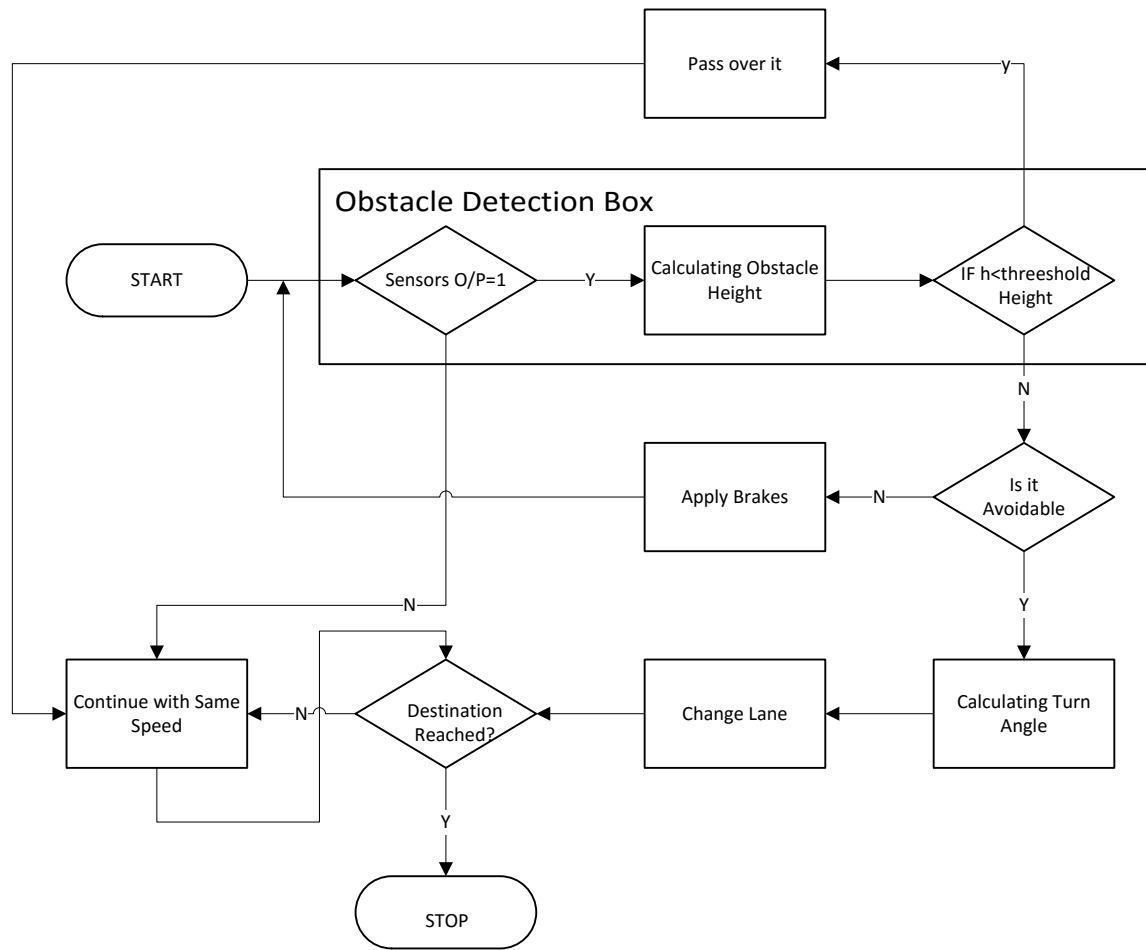 Pass over it
y
Obstacle Detection Box
START
Sensors O/P=1
Y
Calculating Obstacle
Height
IF h<threeshold
Height
N
Apply Brakes
N
Is it
Avoidable
N
Y
Continue with Same
Speed
N
Destination
Reached?
Change Lane
Calculating Turn
Angle
Y
STOP